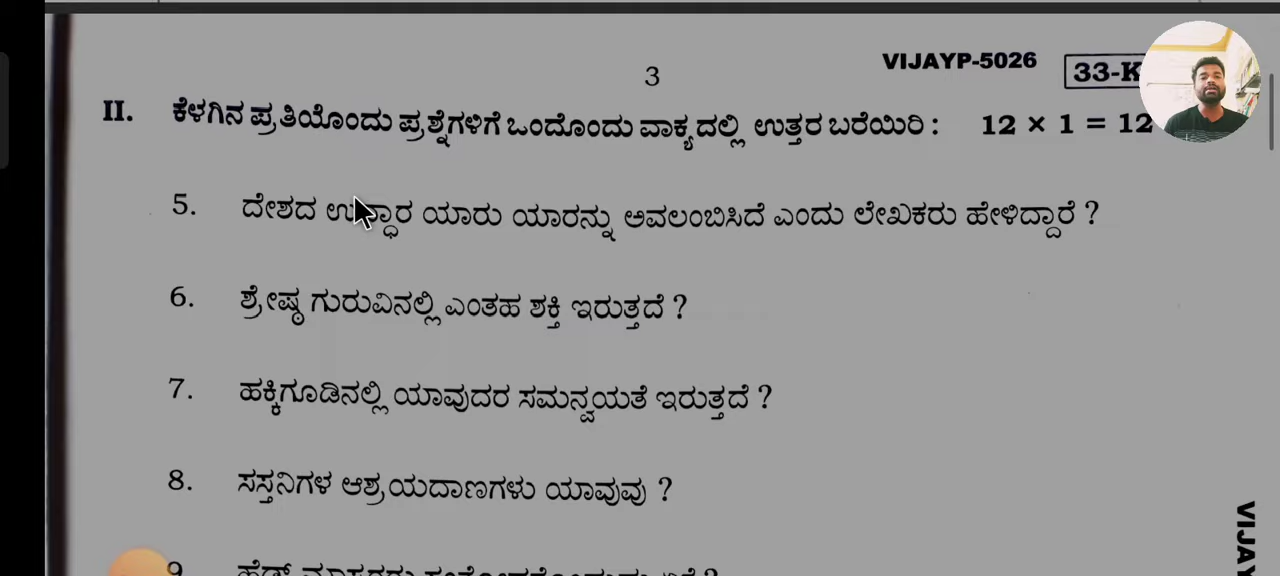 VIJAYP-5026
3
33-K
II. ಕೆಳಗಿನ ಪ್ರತಿಯೊಂದು ಪ್ರಶ್ನೆಗಳಿಗೆ ಒಂದೊಂದು ವಾಕ್ಯದಲ್ಲಿ ಉತ್ತರ ಬರೆಯಿರಿ : 12 × 1 = 12
5. ದೇಶದ ಯಾರು ಯಾರನ್ನು ಅವಲಂಬಿಸಿದೆ ಎಂದು ಲೇಖಕರು ಹೇಳಿದ್ದಾರೆ ?
6. ಶ್ರೇಷ್ಠ ಗುರುವಿನಲ್ಲಿ ಎಂತಹ ಶಕ್ತಿ ಇರುತ್ತದೆ ?
7. ಹಕ್ಕಿಗೂಡಿನಲ್ಲಿ ಯಾವುದರ ಸಮನ್ವಯತೆ ಇರುತ್ತದೆ ?
8. ಸಸ್ತನಿಗಳ ಆಶ್ರಯದಾಣಗಳು ಯಾವುವು ?
9
VIJA